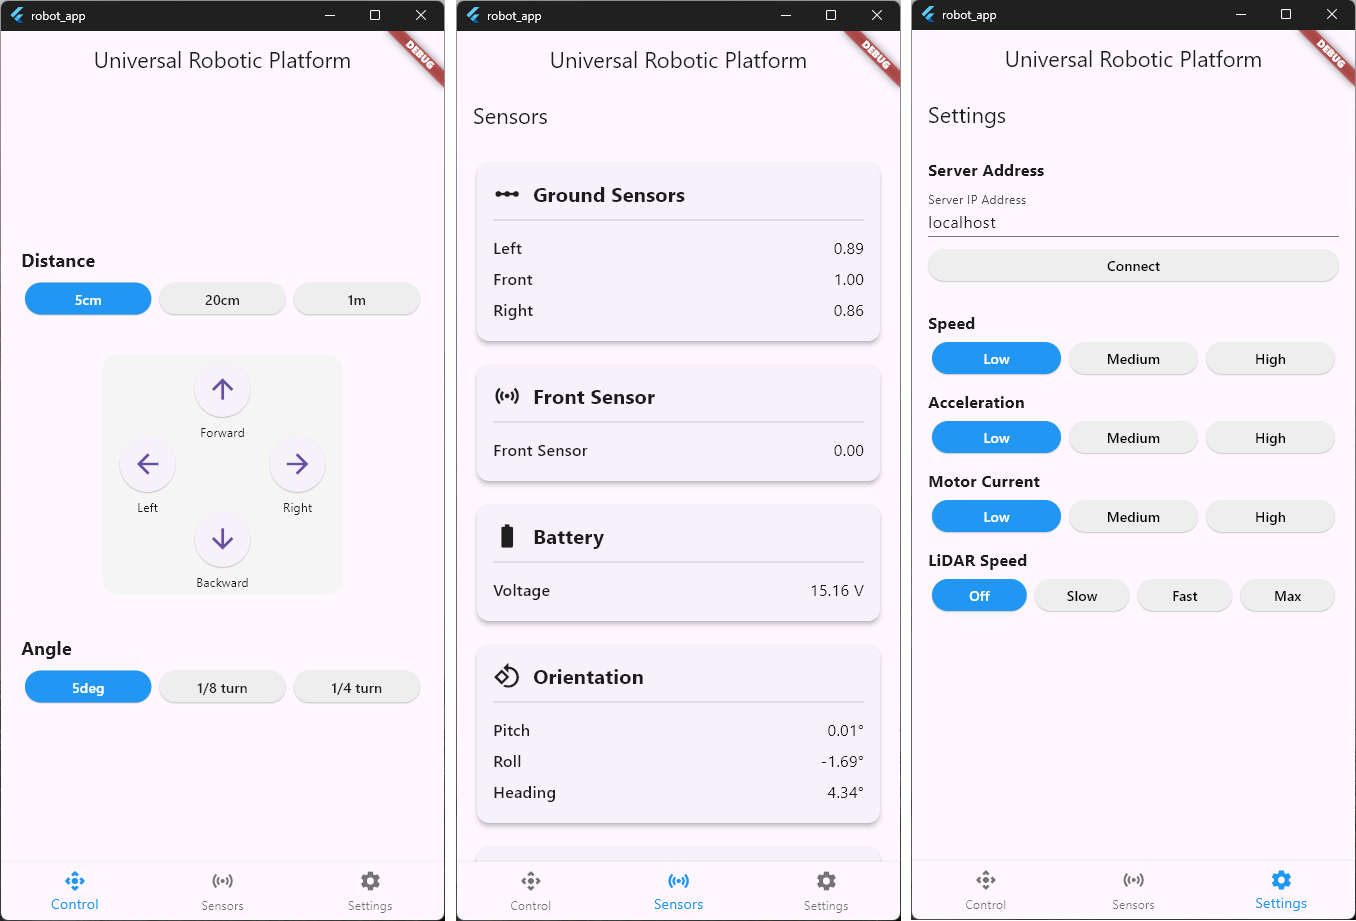 robot_app
Universal Robotic Platform
DEBUG
Distance
5cm 20cm 1m
Forward
Left Right
Backward
Angle
5deg 1/8 turn 1/4 turn
Control Sensors Settings
robot_app
Universal Robotic Platform
DEBUG
Sensors
Ground Sensors
Left 0.89
Front 1.00
Right 0.86
Front Sensor
Front Sensor 0.00
Battery
Voltage 15.16 V
Orientation
Pitch 0.01°
Roll -1.69°
Heading 4.34°
Control Sensors Settings
robot_app
Universal Robotic Platform
DEBUG
Settings
Server Address
Server IP Address
localhost
Connect
Speed
Low Medium High
Acceleration
Low Medium High
Motor Current
Low Medium High
LiDAR Speed
Off Slow Fast Max
Control Sensors Settings